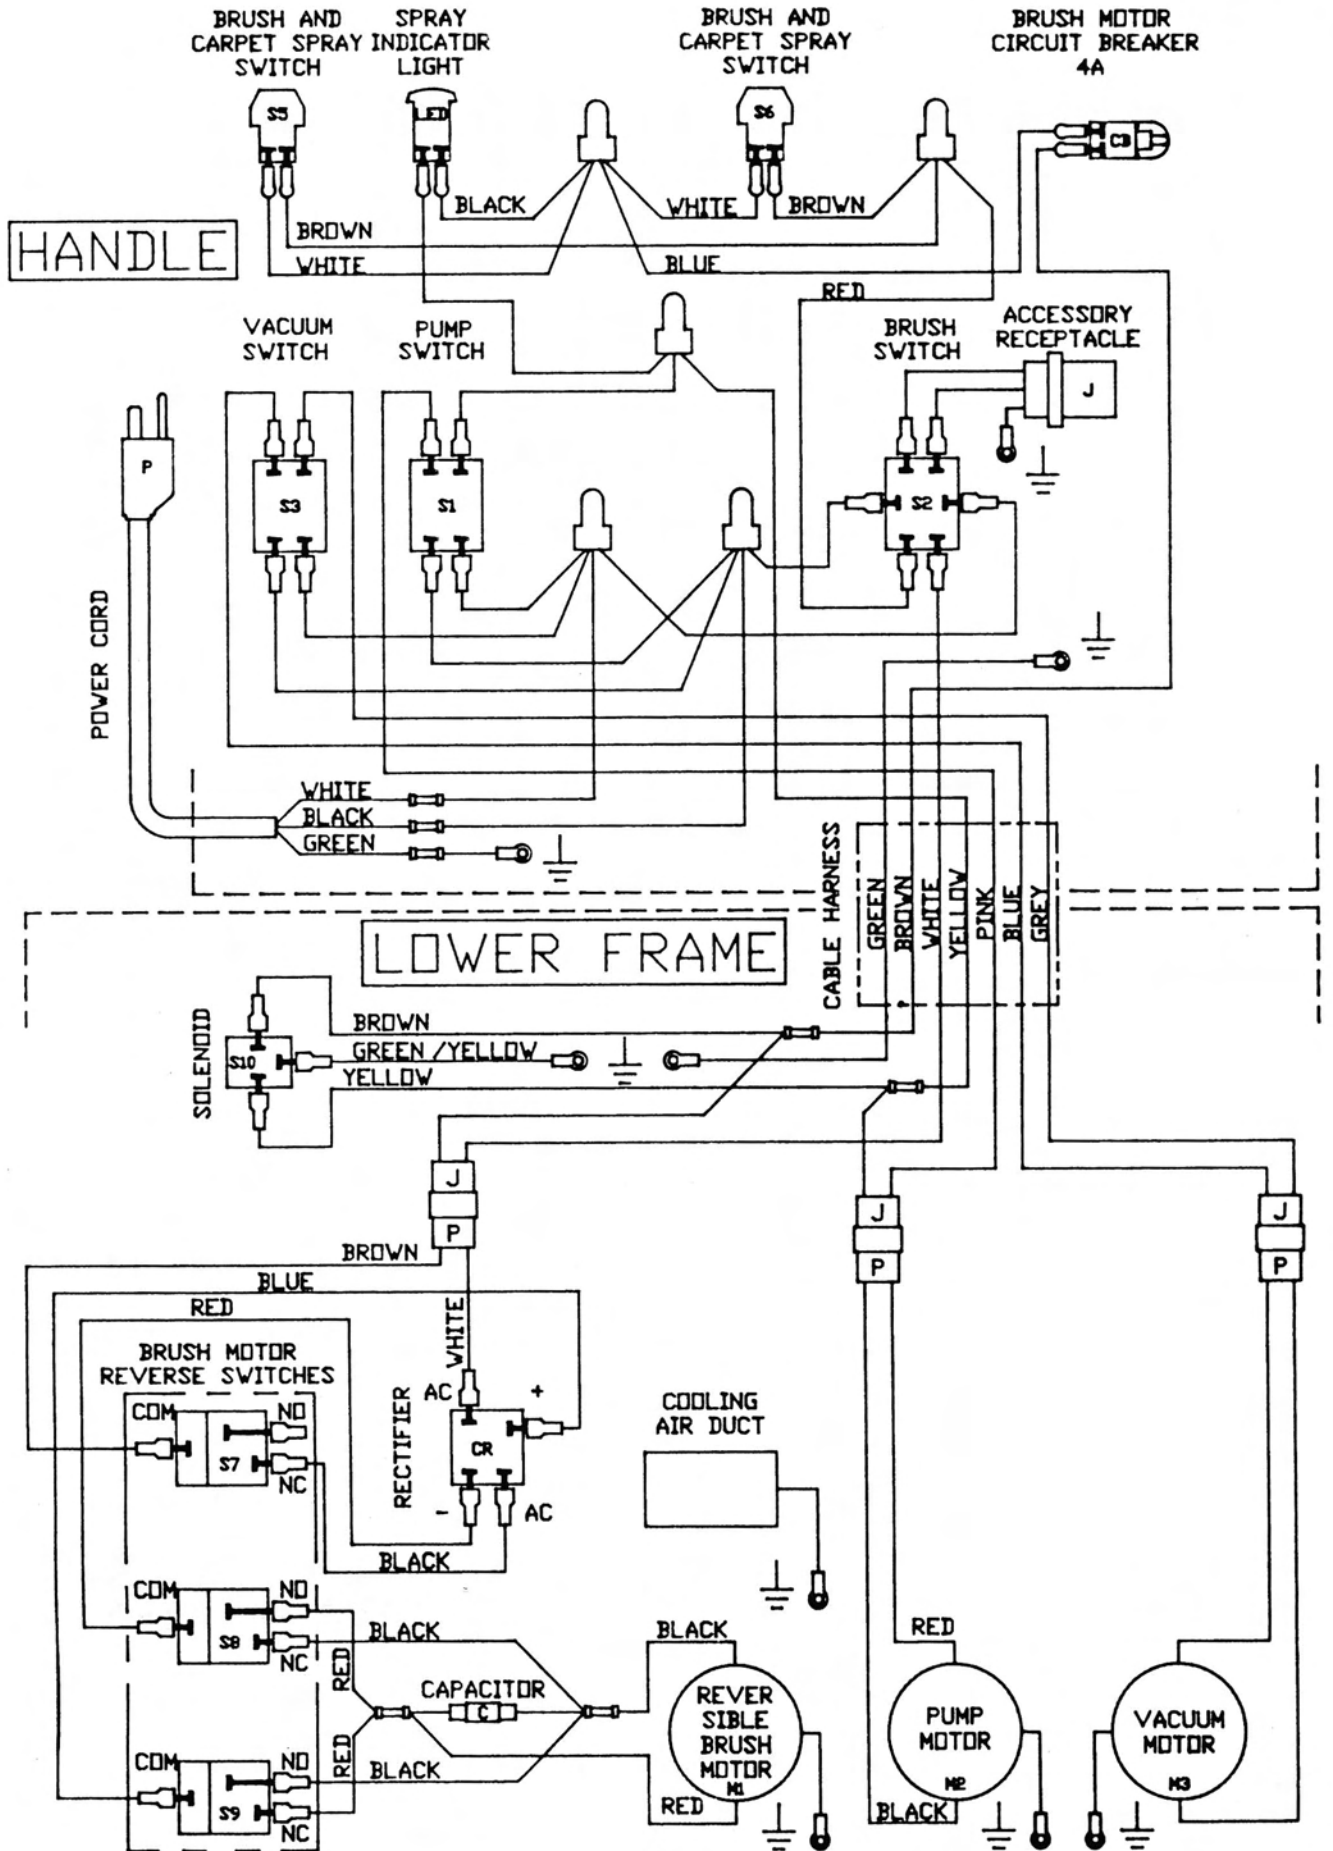 BRUSH AND
CARPET SPRAY
SWITCH
SPRAY
INDICATOR
LIGHT
BRUSH AND
CARPET SPRAY
SWITCH
BRUSH MOTOR
CIRCUIT BREAKER
4A
S5
LED
S6
CB
BLACK
WHITE
BROWN
BROWN
WHITE
BLUE
RED
HANDLE
VACUUM
SWITCH
PUMP
SWITCH
BRUSH
SWITCH
ACCESSORY
RECEPTACLE
J
P
S3
S1
S2
POWER CORD
WHITE
BLACK
GREEN
CABLE HARNESS
GREEN
BROWN
WHITE
YELLOW
PINK
BLUE
GREY
LOWER FRAME
SOLENOID
S10
BROWN
GREEN/YELLOW
YELLOW
J
P
J
P
J
P
BROWN
BLUE
RED
WHITE
BRUSH MOTOR
REVERSE SWITCHES
RECTIFIER
AC
+
CR
-
AC
COOLING
AIR DUCT
COM
NO
S7
NC
BLACK
COM
NO
S8
NC
RED
BLACK
CAPACITOR
C
RED
BLACK
COM
NO
S9
NC
BLACK
REVER
SIBLE
BRUSH
MOTOR
M1
RED
RED
PUMP
MOTOR
M2
BLACK
VACUUM
MOTOR
M3